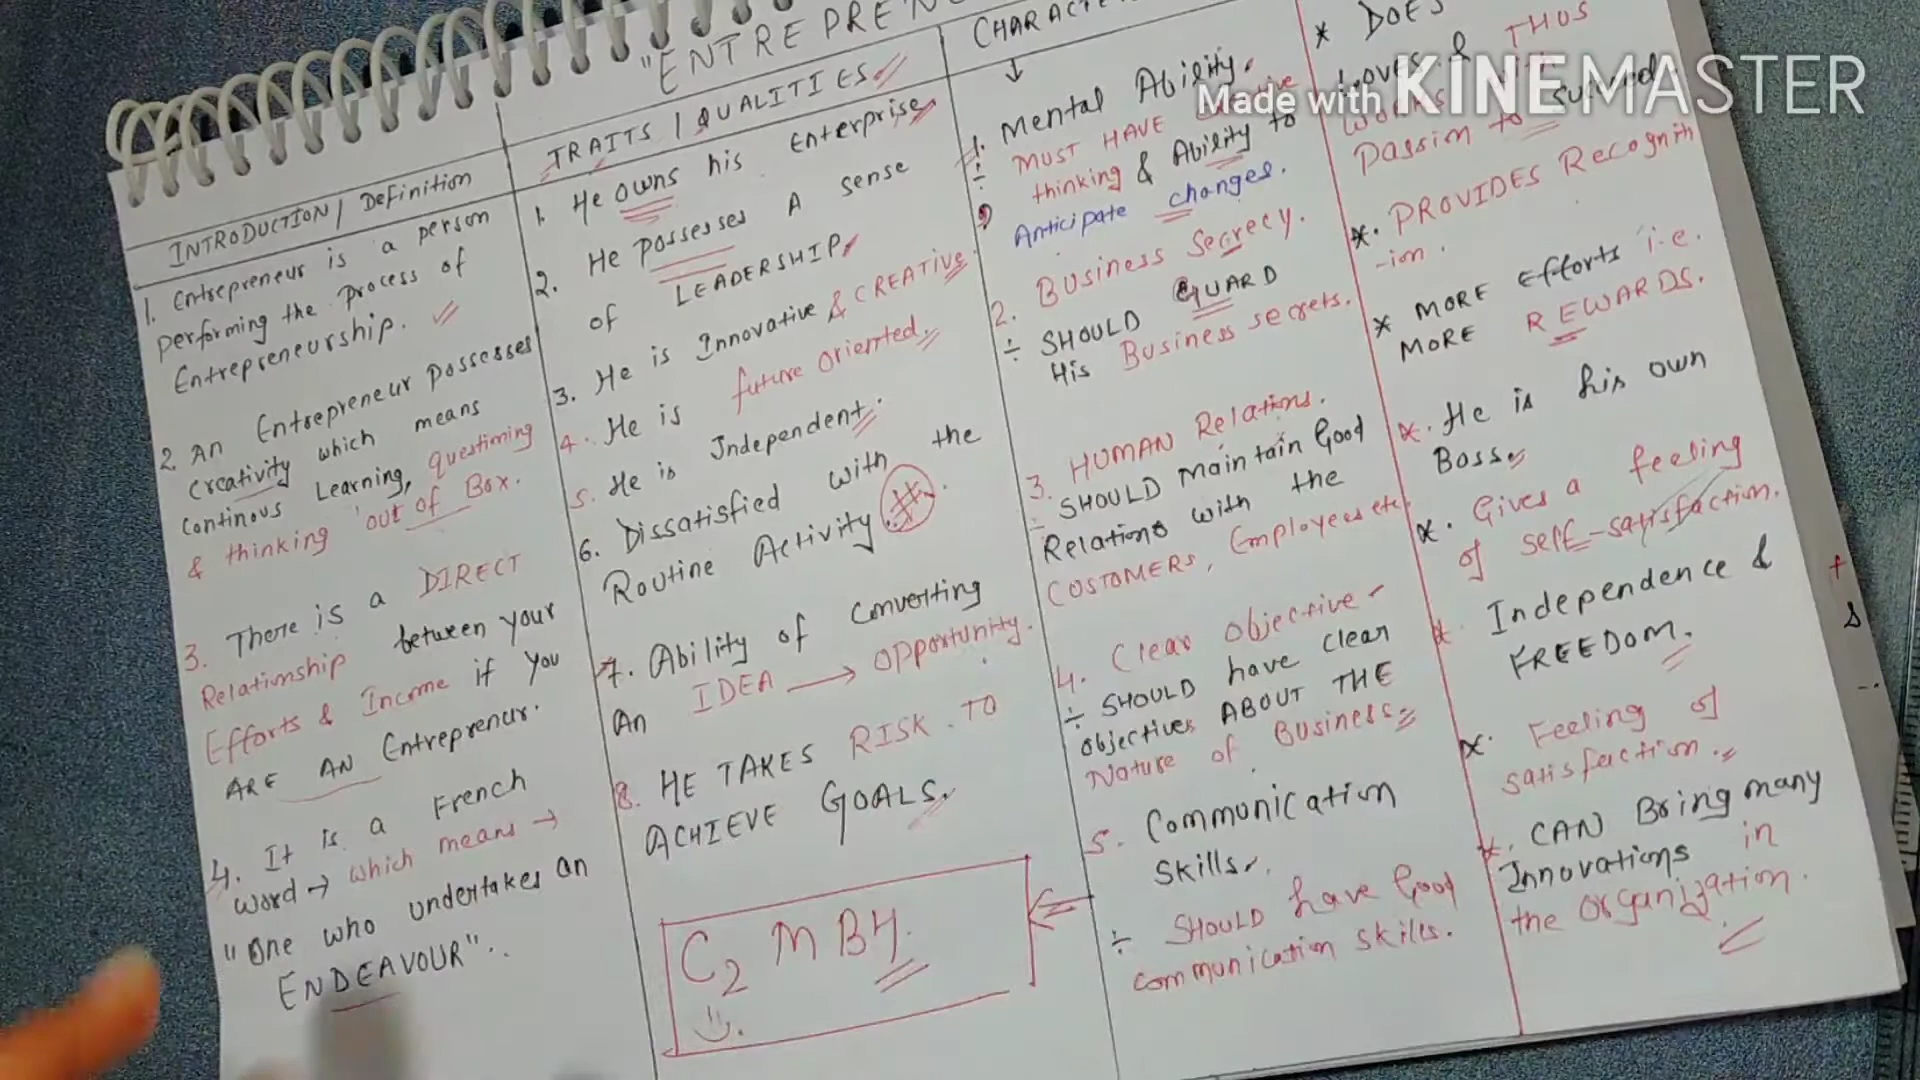 "ENTREPREN
INTRODUCTION/ Definition
1. Entrepreneur is a person
performing the process of
Entrepreneurship.
2. AN Entrepreneur possesses
creativity which means
continous Learning, questioning
& thinking 'out of Box.
3. There is a DIRECT
Relationship between your
Efforts & Income if you
ARE AN Entreprenur.
4. It is a French
word → which means →
"One who undertakes an
ENDEAVOUR".
TRAITS / QUALITIES
1. He owns his Enterprise
2. He possesses A sense
of LEADERSHIP
3. He is Innovative & CREATIVE
4. He is future oriented.
5. He is Independent.
6. Dissatisfied with the
Routine Activity #.
7. Ability of converting
An IDEA → opportunity.
8. HE TAKES RISK TO
ACHIEVE GOALS.
C2 MBH.
CHARACTE
1. Mental Ability.
÷ MUST HAVE
thinking & Ability to
Anticipate changes.
2. Business Secrecy.
÷ SHOULD GUARD
His Business secrets.
3. HUMAN Relations.
÷ SHOULD maintain Good
Relations with the
COSTOMERS, Employees etc.
4. Clear objective -
÷ SHOULD have clear
objectives ABOUT THE
Nature of Business
5. Communication
skills.
÷ SHOULD have Good
communication skills.
* DOES THOS
Loves &
works
Passion to succeed.
*. PROVIDES Recognit
-ion.
* MORE Efforts i.e.
MORE REWARDS.
*. He is his own
Boss.
*. Gives a feeling
of self-satisfaction.
*. Independence &
FREEDOM.
*. Feeling of
satisfaction.
*. CAN Bring many
Innovations in
the organization.
Made with KINEMASTER